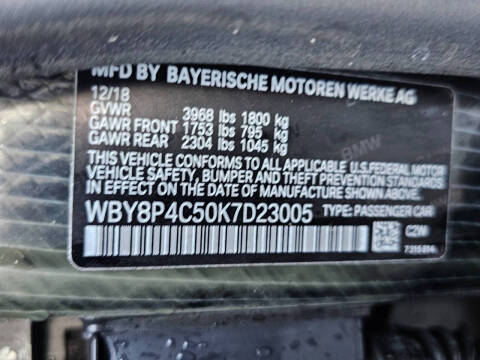 MFD BY BAYERISCHE MOTOREN WERKE AG
12/18
GVWR 3968 lbs 1800 kg
GAWR FRONT 1753 lbs 795 kg
GAWR REAR 2304 lbs 1045 kg
THIS VEHICLE CONFORMS TO ALL APPLICABLE U.S. FEDERAL MOTOR
VEHICLE SAFETY, BUMPER, AND THEFT PREVENTION
STANDARDS IN EFFECT ON THE DATE OF MANUFACTURE SHOWN ABOVE.
WBY8P4C50K7D23005 TYPE: PASSENGER CAR
C2W
7215814
BMW